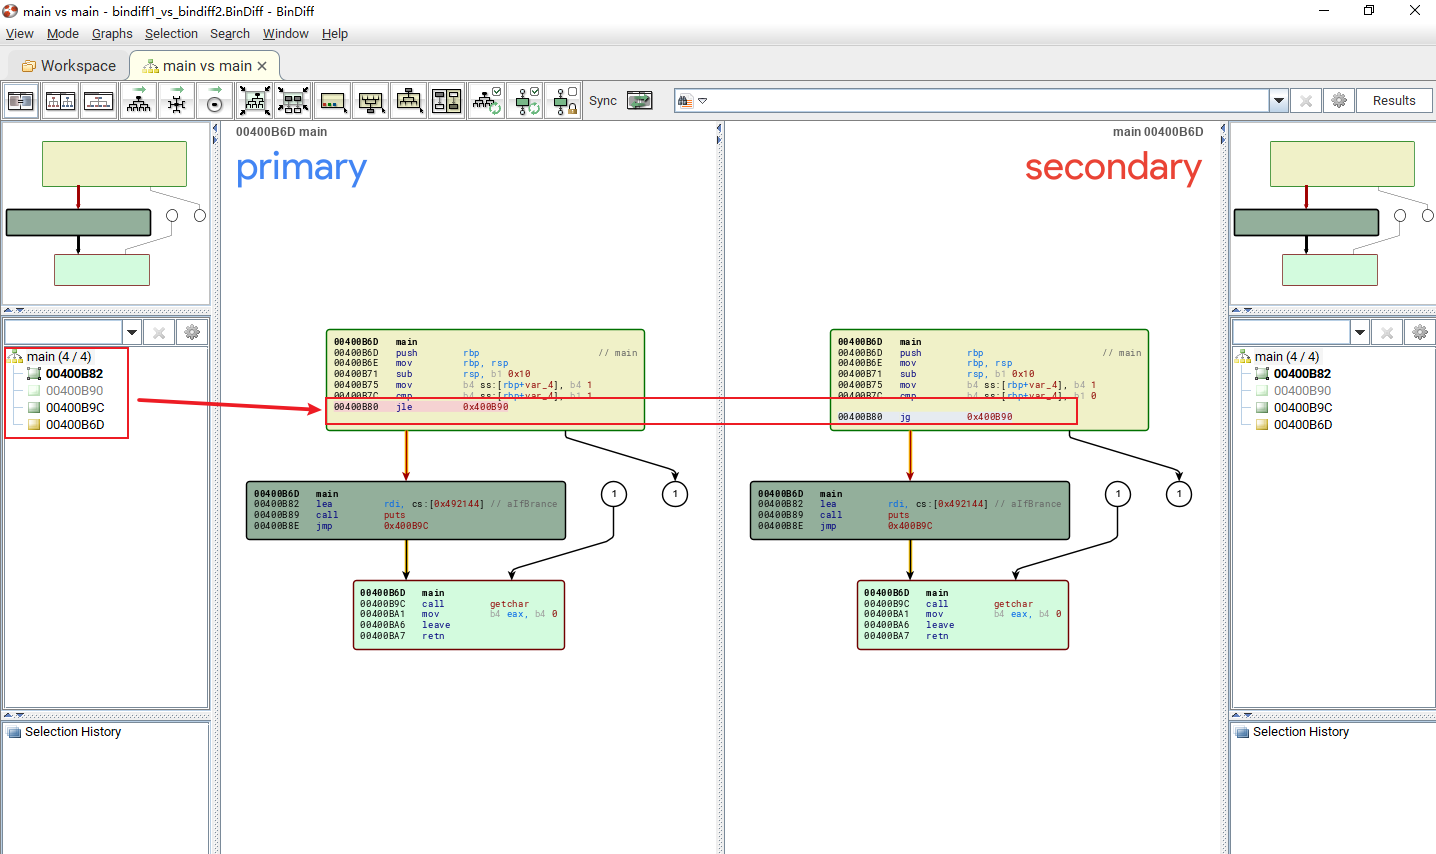 main vs main - bindiff1_vs_bindiff2.BinDiff - BinDiff
View Mode Graphs Selection Search Window Help
Workspace
main vs main
Sync
Results
00400B6D main
main 00400B6D
primary
secondary
main (4 / 4)
00400B82
00400B90
00400B9C
00400B6D
Selection History
00400B6D main
00400B6D push rbp // main
00400B6E mov rbp, rsp
00400B71 sub rsp, b1 0x10
00400B75 mov b4 ss:[rbp+var_4], b4 1
00400B7C cmp b4 ss:[rbp+var_4], b1 1
00400B80 jle 0x400B90
00400B6D main
00400B82 lea rdi, cs:[0x492144] // aIfBrance
00400B89 call puts
00400B8E jmp 0x400B9C
1
1
00400B6D main
00400B9C call getchar
00400BA1 mov b4 eax, b4 0
00400BA6 leave
00400BA7 retn
00400B6D main
00400B6D push rbp // main
00400B6E mov rbp, rsp
00400B71 sub rsp, b1 0x10
00400B75 mov b4 ss:[rbp+var_4], b4 1
00400B7C cmp b4 ss:[rbp+var_4], b1 0
00400B80 jg 0x400B90
00400B6D main
00400B82 lea rdi, cs:[0x492144] // aIfBrance
00400B89 call puts
00400B8E jmp 0x400B9C
1
1
00400B6D main
00400B9C call getchar
00400BA1 mov b4 eax, b4 0
00400BA6 leave
00400BA7 retn
main (4 / 4)
00400B82
00400B90
00400B9C
00400B6D
Selection History